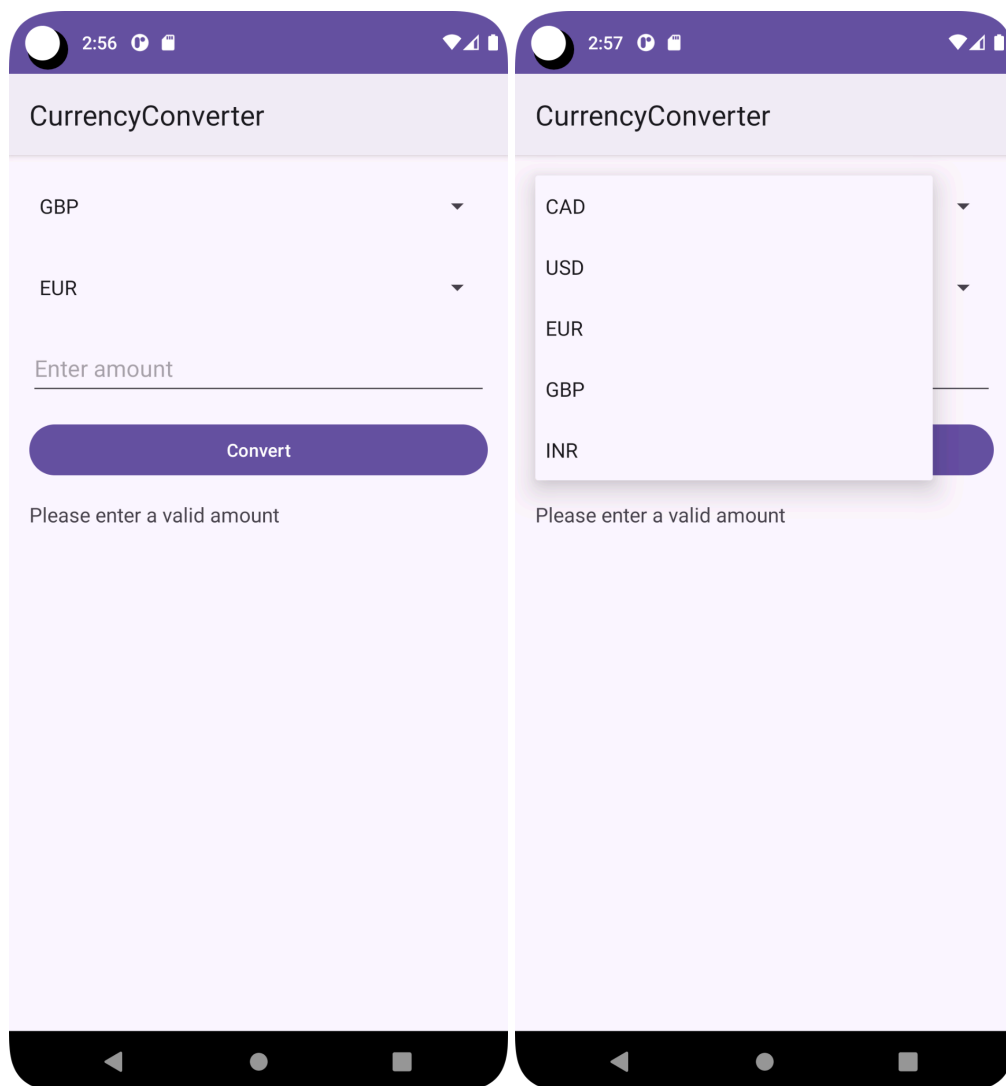 2:56
CurrencyConverter
GBP
EUR
Enter amount
Convert
Please enter a valid amount
2:57
CurrencyConverter
CAD
USD
EUR
GBP
INR
Please enter a valid amount